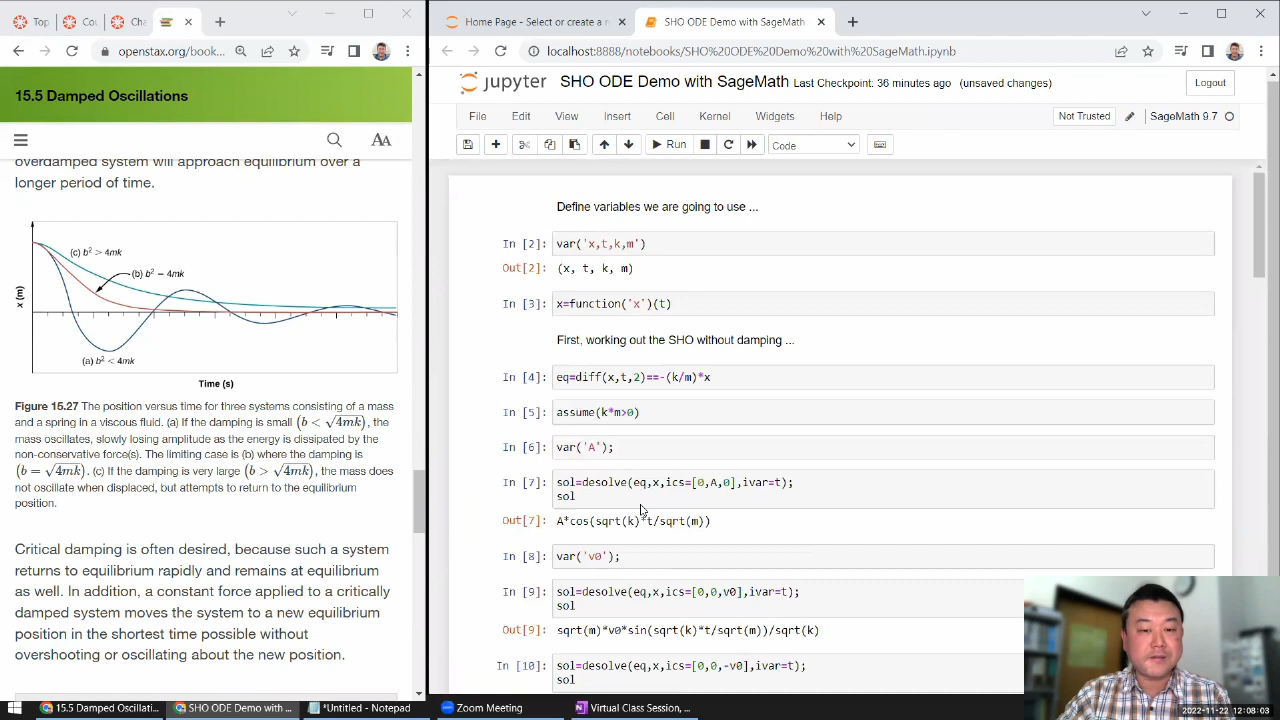 Top
Co
Cha
Home Page - Select or create a n
SHO ODE Demo with SageMath
openstax.org/book...
localhost:8888/notebooks/SHO%20ODE%20Demo%20with%20SageMath.ipynb
15.5 Damped Oscillations
AA
overdamped system will approach equilibrium over a
longer period of time.
(c) b² > 4mk
(b) b² = 4mk
x (m)
(a) b² < 4mk
Time (s)
Figure 15.27 The position versus time for three systems consisting of a mass
and a spring in a viscous fluid. (a) If the damping is small (b < √4mk), the
mass oscillates, slowly losing amplitude as the energy is dissipated by the
non-conservative force(s). The limiting case is (b) where the damping is
(b = √4mk). (c) If the damping is very large (b > √4mk), the mass does
not oscillate when displaced, but attempts to return to the equilibrium
position.
Critical damping is often desired, because such a system
returns to equilibrium rapidly and remains at equilibrium
as well. In addition, a constant force applied to a critically
damped system moves the system to a new equilibrium
position in the shortest time possible without
overshooting or oscillating about the new position.
jupyter SHO ODE Demo with SageMath Last Checkpoint: 36 minutes ago (unsaved changes)
Logout
File Edit View Insert Cell Kernel Widgets Help
Not Trusted
SageMath 9.7
Run
Code
Define variables we are going to use ...
In [2]: var('x,t,k,m')
Out[2]: (x, t, k, m)
In [3]: x=function('x')(t)
First, working out the SHO without damping ...
In [4]: eq=diff(x,t,2)==-(k/m)*x
In [5]: assume(k*m>0)
In [6]: var('A');
In [7]: sol=desolve(eq,x,ics=[0,A,0],ivar=t);
sol
Out[7]: A*cos(sqrt(k)*t/sqrt(m))
In [8]: var('v0');
In [9]: sol=desolve(eq,x,ics=[0,0,v0],ivar=t);
sol
Out[9]: sqrt(m)*v0*sin(sqrt(k)*t/sqrt(m))/sqrt(k)
In [10]: sol=desolve(eq,x,ics=[0,0,-v0],ivar=t);
sol
15.5 Damped Oscillati...
SHO ODE Demo with ...
*Untitled - Notepad
Zoom Meeting
Virtual Class Session, ...
2022-11-22 12:08:03